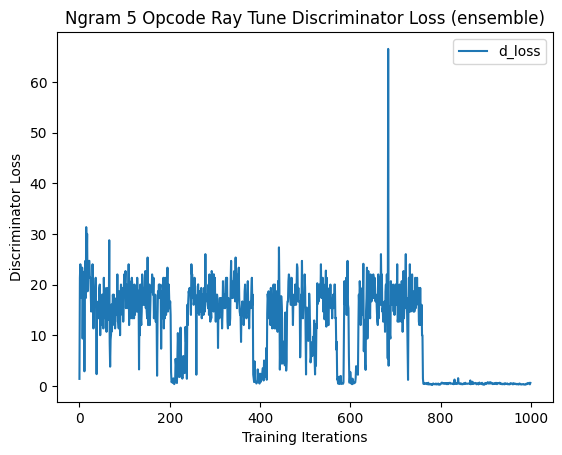 Ngram 5 Opcode Ray Tune Discriminator Loss (ensemble)
d_loss
Discriminator Loss
60
50
40
30
20
10
0
0 200 400 600 800 1000
Training Iterations